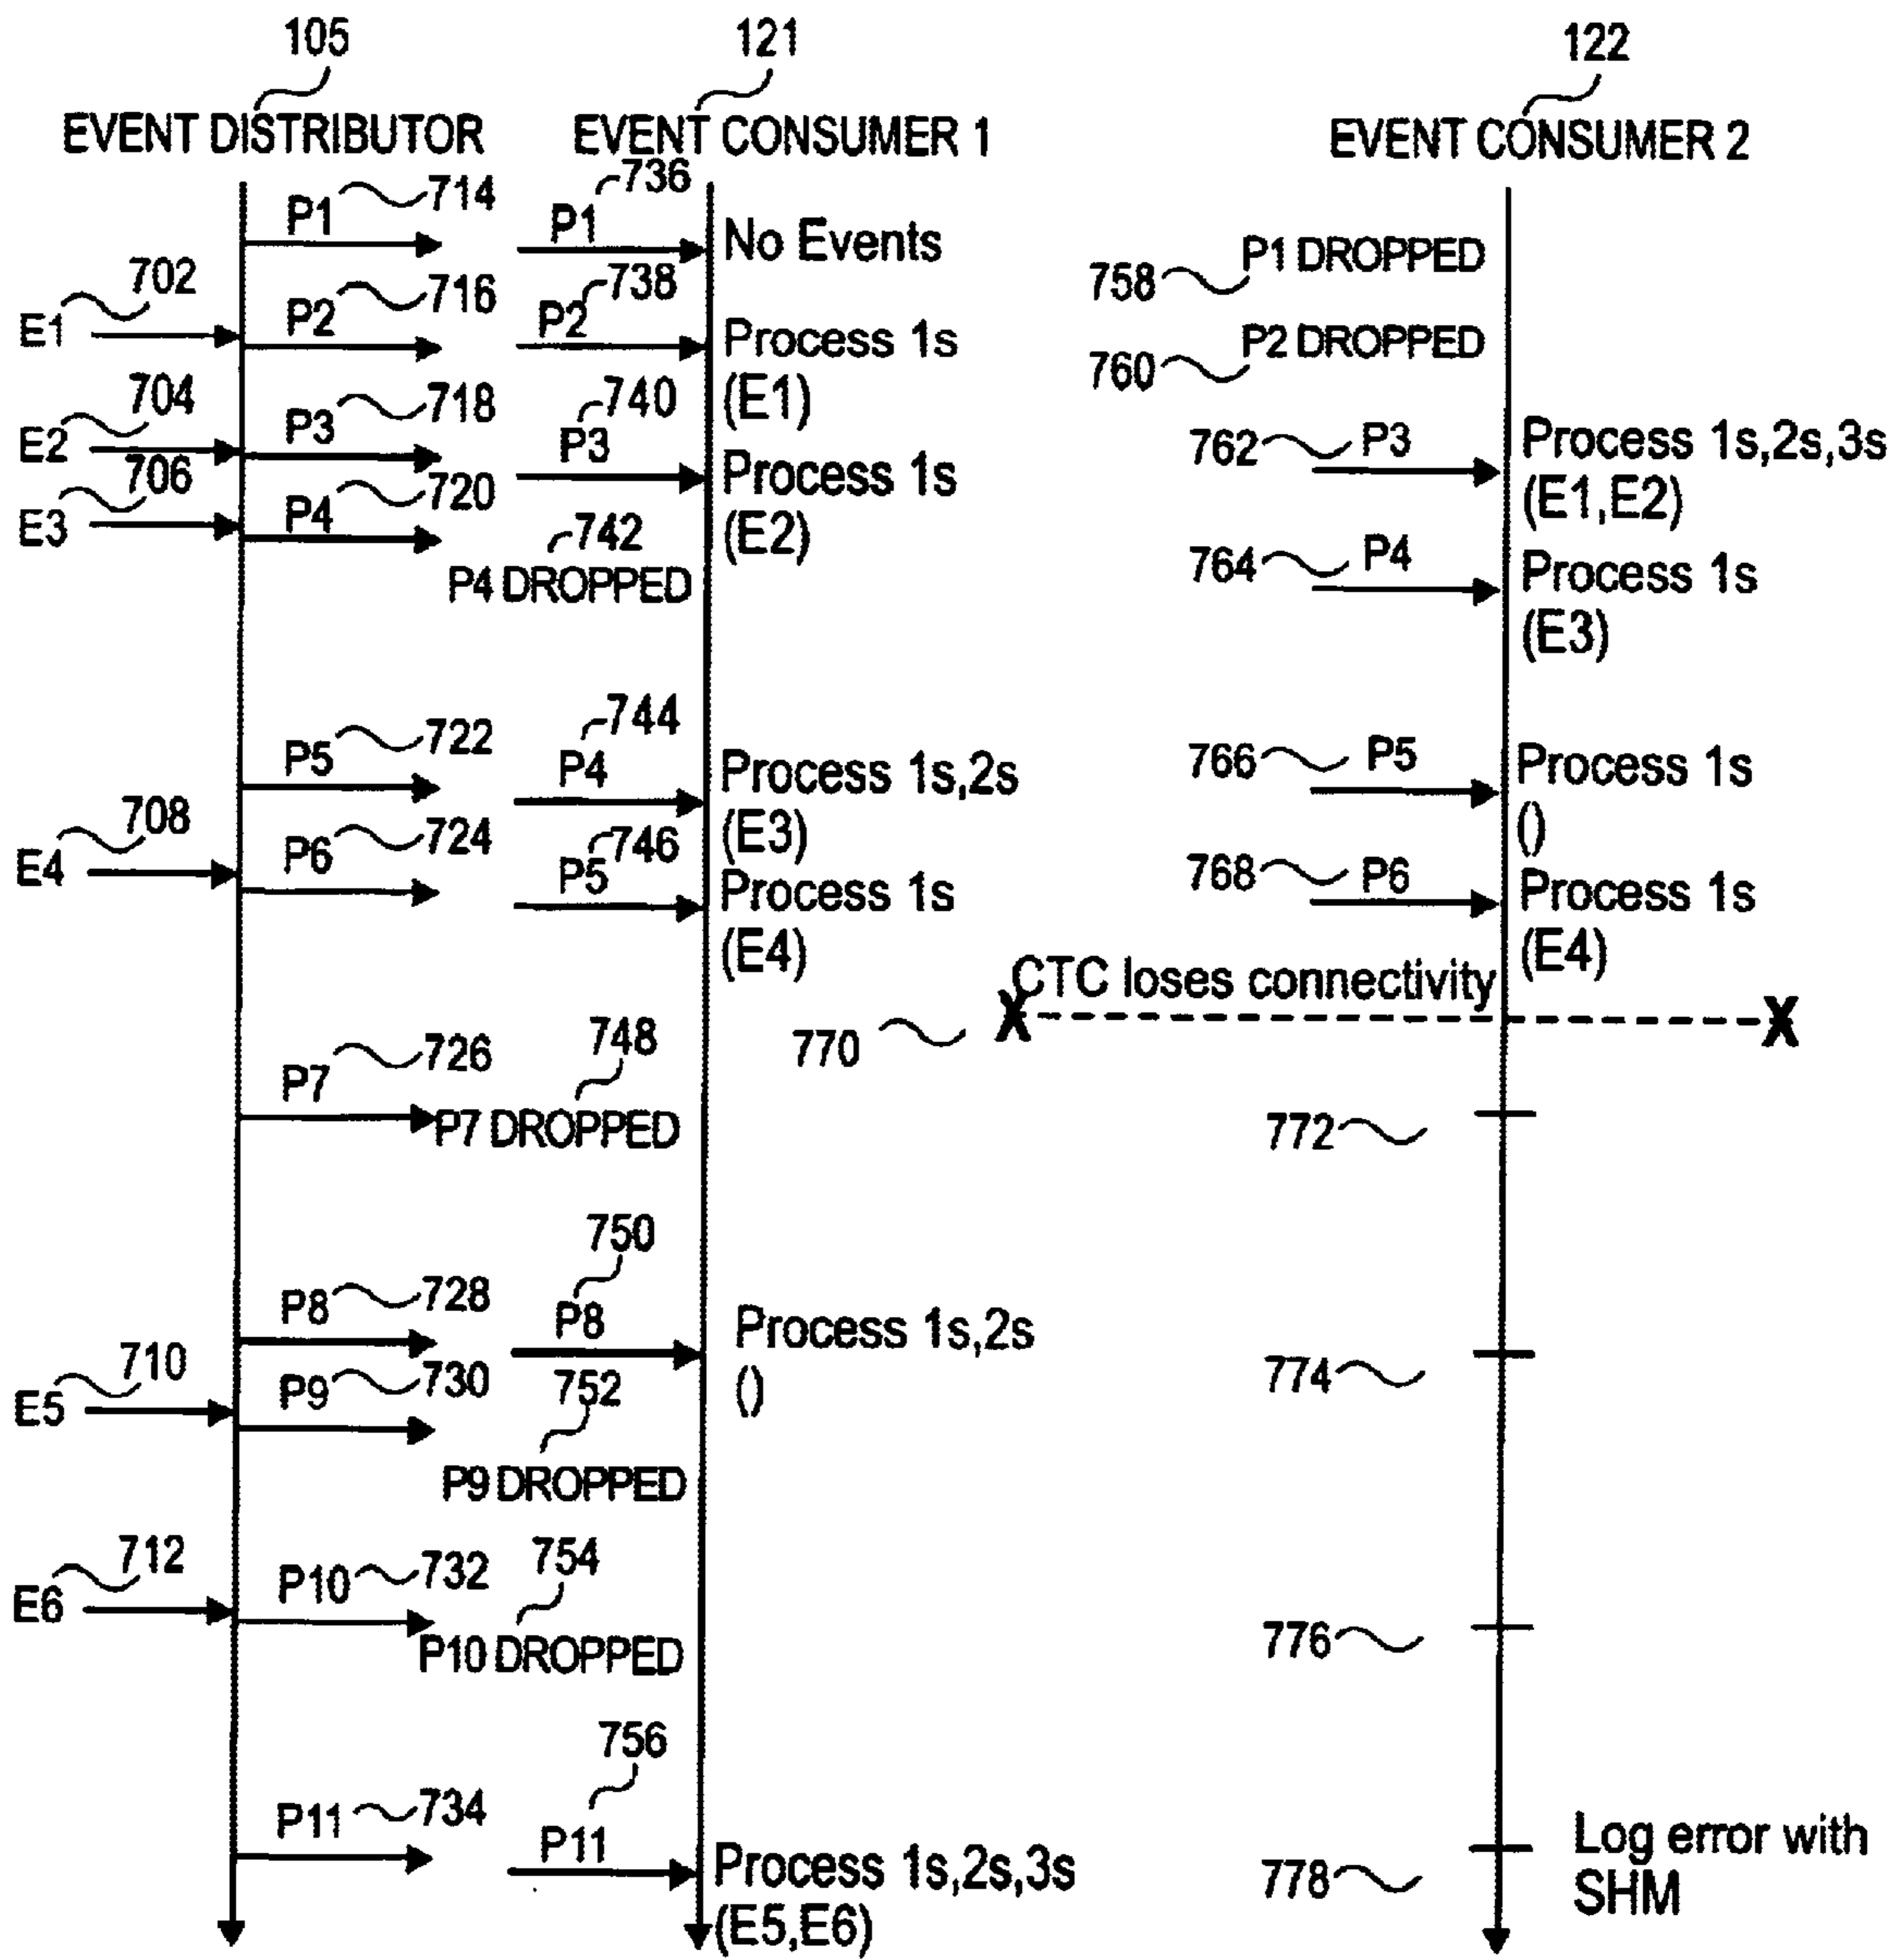 105
121
122
EVENT DISTRIBUTOR
EVENT CONSUMER 1
EVENT CONSUMER 2
P1
714
P1
736
No Events
P1 DROPPED
758
702
E1
P2
716
P2
738
Process 1s
(E1)
P2 DROPPED
760
704
E2
P3
718
P3
740
Process 1s
(E2)
762
P3
Process 1s,2s,3s
(E1,E2)
706
E3
P4
720
742
P4 DROPPED
764
P4
Process 1s
(E3)
P5
722
P4
744
Process 1s,2s
(E3)
766
P5
Process 1s
()
708
E4
P6
724
P5
746
Process 1s
(E4)
768
P6
Process 1s
(E4)
CTC loses connectivity
X
X
770
P7
726
748
P7 DROPPED
772
P8
728
P8
750
Process 1s,2s
()
774
710
E5
P9
730
752
P9 DROPPED
712
E6
P10
732
754
P10 DROPPED
776
P11
734
P11
756
Process 1s,2s,3s
(E5,E6)
778
Log error with
SHM